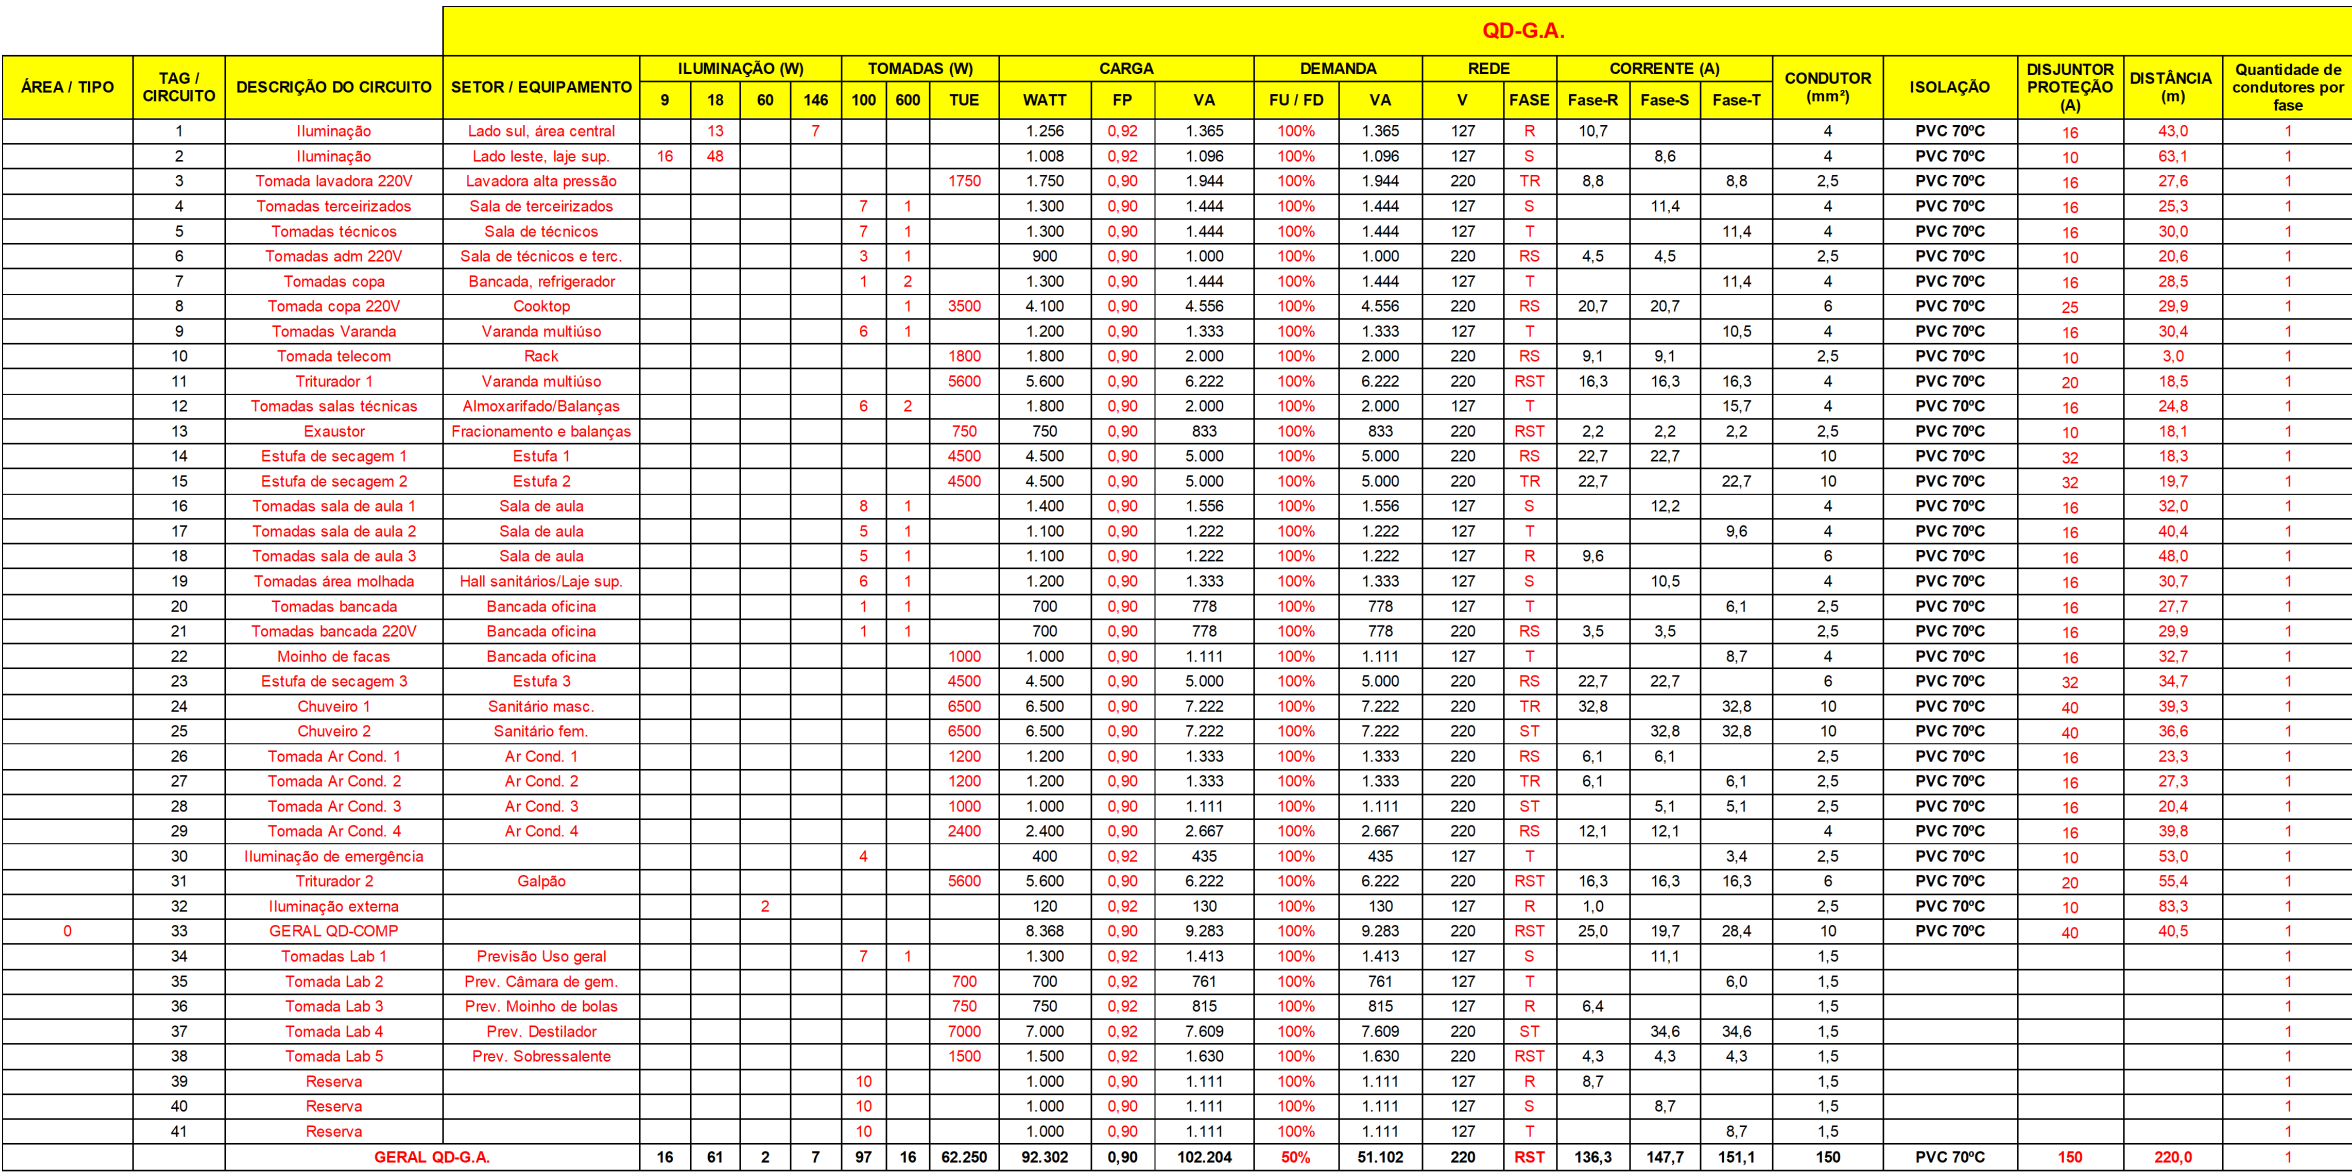 QD-G.A.
ÁREA / TIPO TAG / CIRCUITO DESCRIÇÃO DO CIRCUITO SETOR / EQUIPAMENTO ILUMINAÇÃO (W) TOMADAS (W) CARGA DEMANDA REDE CORRENTE (A) CONDUTOR (mm²) ISOLAÇÃO DISJUNTOR PROTEÇÃO (A) DISTÂNCIA (m) Quantidade de condutores por fase
9 18 60 146 100 600 TUE WATT FP VA FU / FD VA V FASE Fase-R Fase-S Fase-T
1 Iluminação Lado sul, área central 13 7 1.256 0,92 1.365 100% 1.365 127 R 10,7 4 PVC 70ºC 16 43,0 1
2 Iluminação Lado leste, laje sup. 16 48 1.008 0,92 1.096 100% 1.096 127 S 8,6 4 PVC 70ºC 10 63,1 1
3 Tomada lavadora 220V Lavadora alta pressão 1750 1.750 0,90 1.944 100% 1.944 220 TR 8,8 8,8 2,5 PVC 70ºC 16 27,6 1
4 Tomadas terceirizados Sala de terceirizados 7 1 1.300 0,90 1.444 100% 1.444 127 S 11,4 4 PVC 70ºC 16 25,3 1
5 Tomadas técnicos Sala de técnicos 7 1 1.300 0,90 1.444 100% 1.444 127 T 11,4 4 PVC 70ºC 16 30,0 1
6 Tomadas adm 220V Sala de técnicos e terc. 3 1 900 0,90 1.000 100% 1.000 220 RS 4,5 4,5 2,5 PVC 70ºC 10 20,6 1
7 Tomadas copa Bancada, refrigerador 1 2 1.300 0,90 1.444 100% 1.444 127 T 11,4 4 PVC 70ºC 16 28,5 1
8 Tomada copa 220V Cooktop 1 3500 4.100 0,90 4.556 100% 4.556 220 RS 20,7 20,7 6 PVC 70ºC 25 29,9 1
9 Tomadas Varanda Varanda multiúso 6 1 1.200 0,90 1.333 100% 1.333 127 T 10,5 4 PVC 70ºC 16 30,4 1
10 Tomada telecom Rack 1800 1.800 0,90 2.000 100% 2.000 220 RS 9,1 9,1 2,5 PVC 70ºC 10 3,0 1
11 Triturador 1 Varanda multiúso 5600 5.600 0,90 6.222 100% 6.222 220 RST 16,3 16,3 16,3 4 PVC 70ºC 20 18,5 1
12 Tomadas salas técnicas Almoxarifado/Balanças 6 2 1.800 0,90 2.000 100% 2.000 127 T 15,7 4 PVC 70ºC 16 24,8 1
13 Exaustor Fracionamento e balanças 750 750 0,90 833 100% 833 220 RST 2,2 2,2 2,2 2,5 PVC 70ºC 10 18,1 1
14 Estufa de secagem 1 Estufa 1 4500 4.500 0,90 5.000 100% 5.000 220 RS 22,7 22,7 10 PVC 70ºC 32 18,3 1
15 Estufa de secagem 2 Estufa 2 4500 4.500 0,90 5.000 100% 5.000 220 TR 22,7 22,7 10 PVC 70ºC 32 19,7 1
16 Tomadas sala de aula 1 Sala de aula 8 1 1.400 0,90 1.556 100% 1.556 127 S 12,2 4 PVC 70ºC 16 32,0 1
17 Tomadas sala de aula 2 Sala de aula 5 1 1.100 0,90 1.222 100% 1.222 127 T 9,6 4 PVC 70ºC 16 40,4 1
18 Tomadas sala de aula 3 Sala de aula 5 1 1.100 0,90 1.222 100% 1.222 127 R 9,6 6 PVC 70ºC 16 48,0 1
19 Tomadas área molhada Hall sanitários/Laje sup. 6 1 1.200 0,90 1.333 100% 1.333 127 S 10,5 4 PVC 70ºC 16 30,7 1
20 Tomadas bancada Bancada oficina 1 1 700 0,90 778 100% 778 127 T 6,1 2,5 PVC 70ºC 16 27,7 1
21 Tomadas bancada 220V Bancada oficina 1 1 700 0,90 778 100% 778 220 RS 3,5 3,5 2,5 PVC 70ºC 16 29,9 1
22 Moinho de facas Bancada oficina 1000 1.000 0,90 1.111 100% 1.111 127 T 8,7 4 PVC 70ºC 16 32,7 1
23 Estufa de secagem 3 Estufa 3 4500 4.500 0,90 5.000 100% 5.000 220 RS 22,7 22,7 6 PVC 70ºC 32 34,7 1
24 Chuveiro 1 Sanitário masc. 6500 6.500 0,90 7.222 100% 7.222 220 TR 32,8 32,8 10 PVC 70ºC 40 39,3 1
25 Chuveiro 2 Sanitário fem. 6500 6.500 0,90 7.222 100% 7.222 220 ST 32,8 32,8 10 PVC 70ºC 40 36,6 1
26 Tomada Ar Cond. 1 Ar Cond. 1 1200 1.200 0,90 1.333 100% 1.333 220 RS 6,1 6,1 2,5 PVC 70ºC 16 23,3 1
27 Tomada Ar Cond. 2 Ar Cond. 2 1200 1.200 0,90 1.333 100% 1.333 220 TR 6,1 6,1 2,5 PVC 70ºC 16 27,3 1
28 Tomada Ar Cond. 3 Ar Cond. 3 1000 1.000 0,90 1.111 100% 1.111 220 ST 5,1 5,1 2,5 PVC 70ºC 16 20,4 1
29 Tomada Ar Cond. 4 Ar Cond. 4 2400 2.400 0,90 2.667 100% 2.667 220 RS 12,1 12,1 4 PVC 70ºC 16 39,8 1
30 Iluminação de emergência 4 400 0,92 435 100% 435 127 T 3,4 2,5 PVC 70ºC 10 53,0 1
31 Triturador 2 Galpão 5600 5.600 0,90 6.222 100% 6.222 220 RST 16,3 16,3 16,3 6 PVC 70ºC 20 55,4 1
32 Iluminação externa 2 120 0,92 130 100% 130 127 R 1,0 2,5 PVC 70ºC 10 83,3 1
0 33 GERAL QD-COMP 8.368 0,90 9.283 100% 9.283 220 RST 25,0 19,7 28,4 10 PVC 70ºC 40 40,5 1
34 Tomadas Lab 1 Previsão Uso geral 7 1 1.300 0,92 1.413 100% 1.413 127 S 11,1 1,5 1
35 Tomada Lab 2 Prev. Câmara de gem. 700 700 0,92 761 100% 761 127 T 6,0 1,5 1
36 Tomada Lab 3 Prev. Moinho de bolas 750 750 0,92 815 100% 815 127 R 6,4 1,5 1
37 Tomada Lab 4 Prev. Destilador 7000 7.000 0,92 7.609 100% 7.609 220 ST 34,6 34,6 1,5 1
38 Tomada Lab 5 Prev. Sobressalente 1500 1.500 0,92 1.630 100% 1.630 220 RST 4,3 4,3 4,3 1,5 1
39 Reserva 10 1.000 0,90 1.111 100% 1.111 127 R 8,7 1,5 1
40 Reserva 10 1.000 0,90 1.111 100% 1.111 127 S 8,7 1,5 1
41 Reserva 10 1.000 0,90 1.111 100% 1.111 127 T 8,7 1,5 1
GERAL QD-G.A. 16 61 2 7 97 16 62.250 92.302 0,90 102.204 50% 51.102 220 RST 136,3 147,7 151,1 150 PVC 70ºC 150 220,0 1